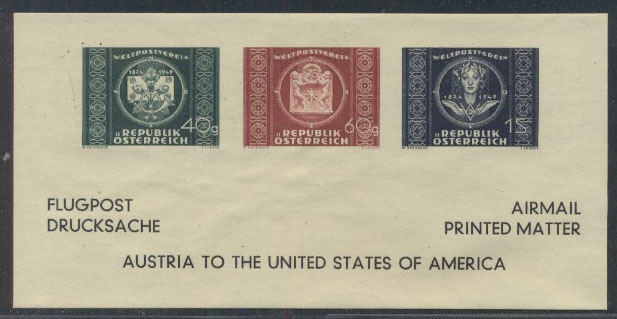 WELTPOSTVEREIN
1874 1949
40g
REPUBLIK
ÖSTERREICH
WELTPOSTVEREIN
60g
REPUBLIK
ÖSTERREICH
WELTPOSTVEREIN
1874 1949
1S
REPUBLIK
ÖSTERREICH
FLUGPOST
DRUCKSACHE
AIRMAIL
PRINTED MATTER
AUSTRIA TO THE UNITED STATES OF AMERICA